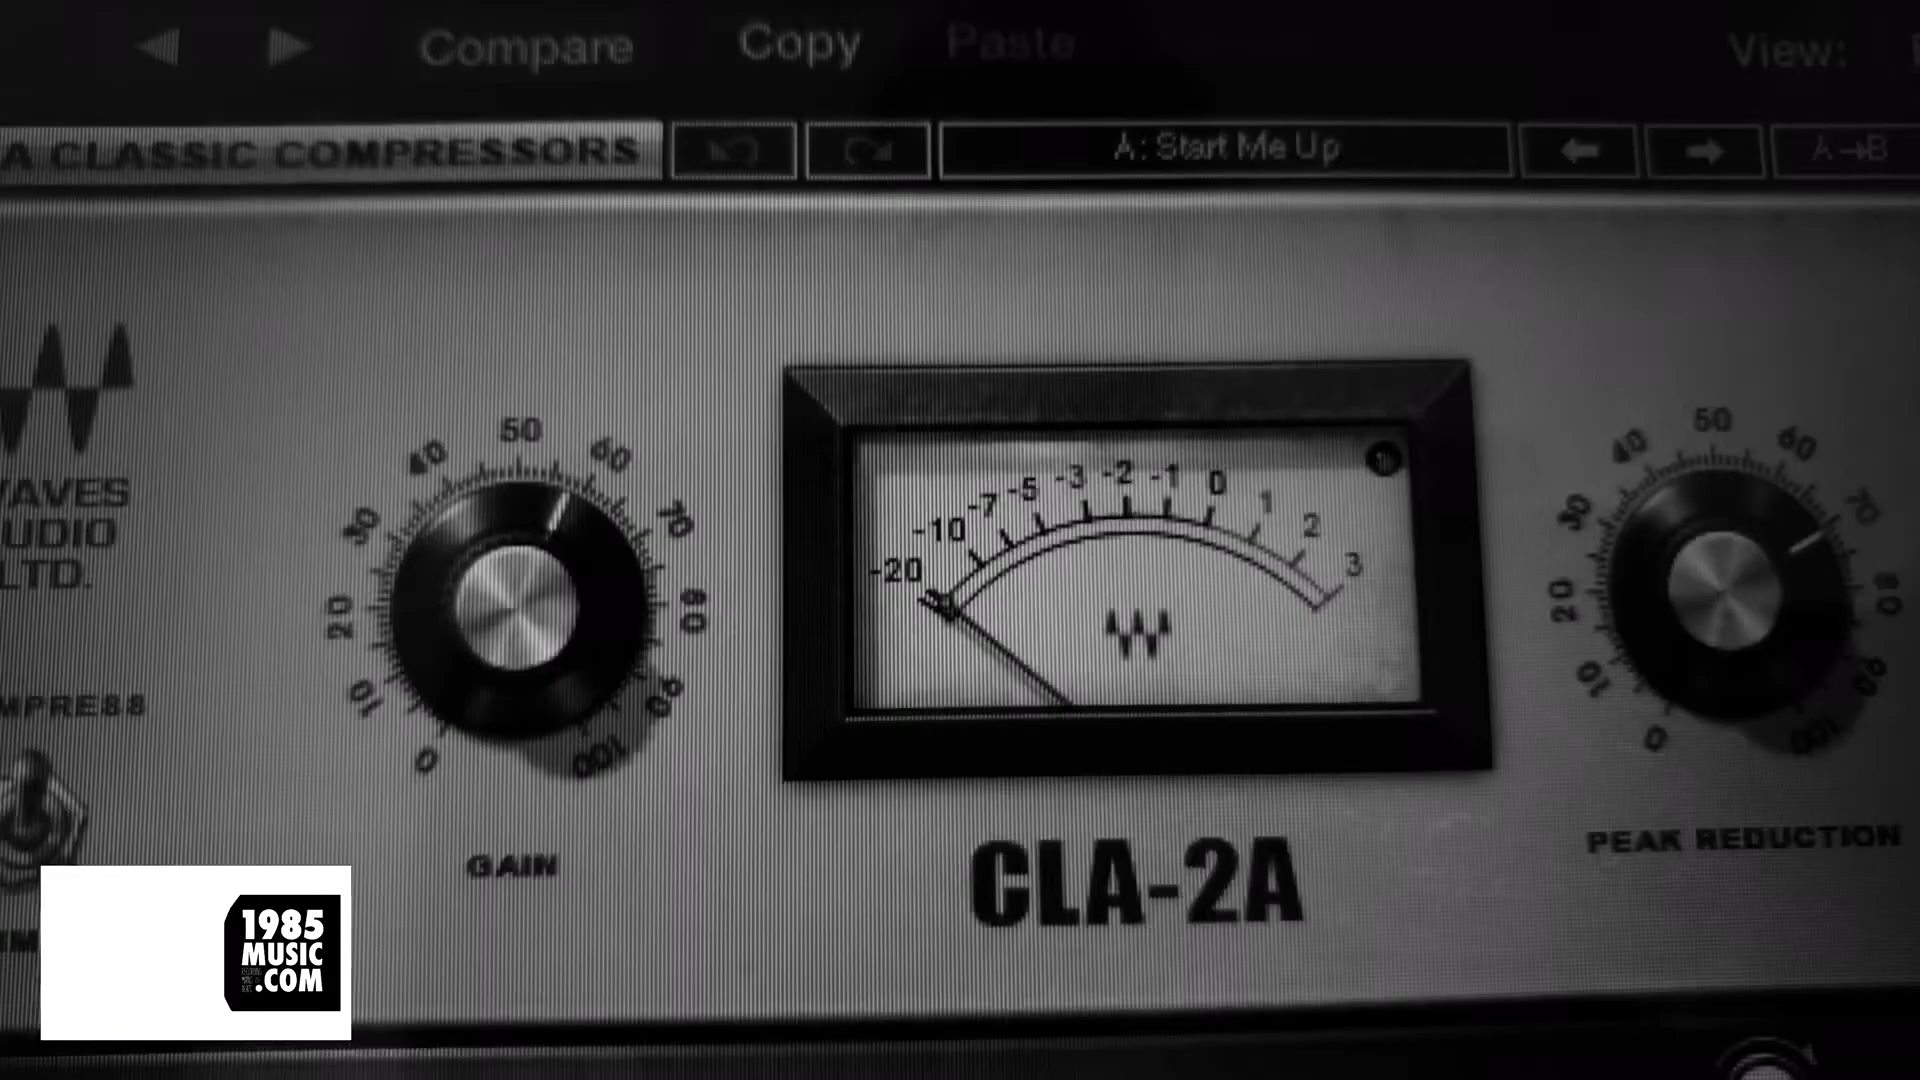 Compare Copy Paste View:
A CLASSIC COMPRESSORS A: Start Me Up A→B
50
40 60
30 70
20 80
10 90
0 100
GAIN
-20 -10 -7 -5 -3 -2 -1 0 1 2 3
CLA-2A
50
40 60
30 70
20 80
10 90
0 100
PEAK REDUCTION
WAVES
AUDIO
LTD.
MPRESS
1985
MUSIC
.COM